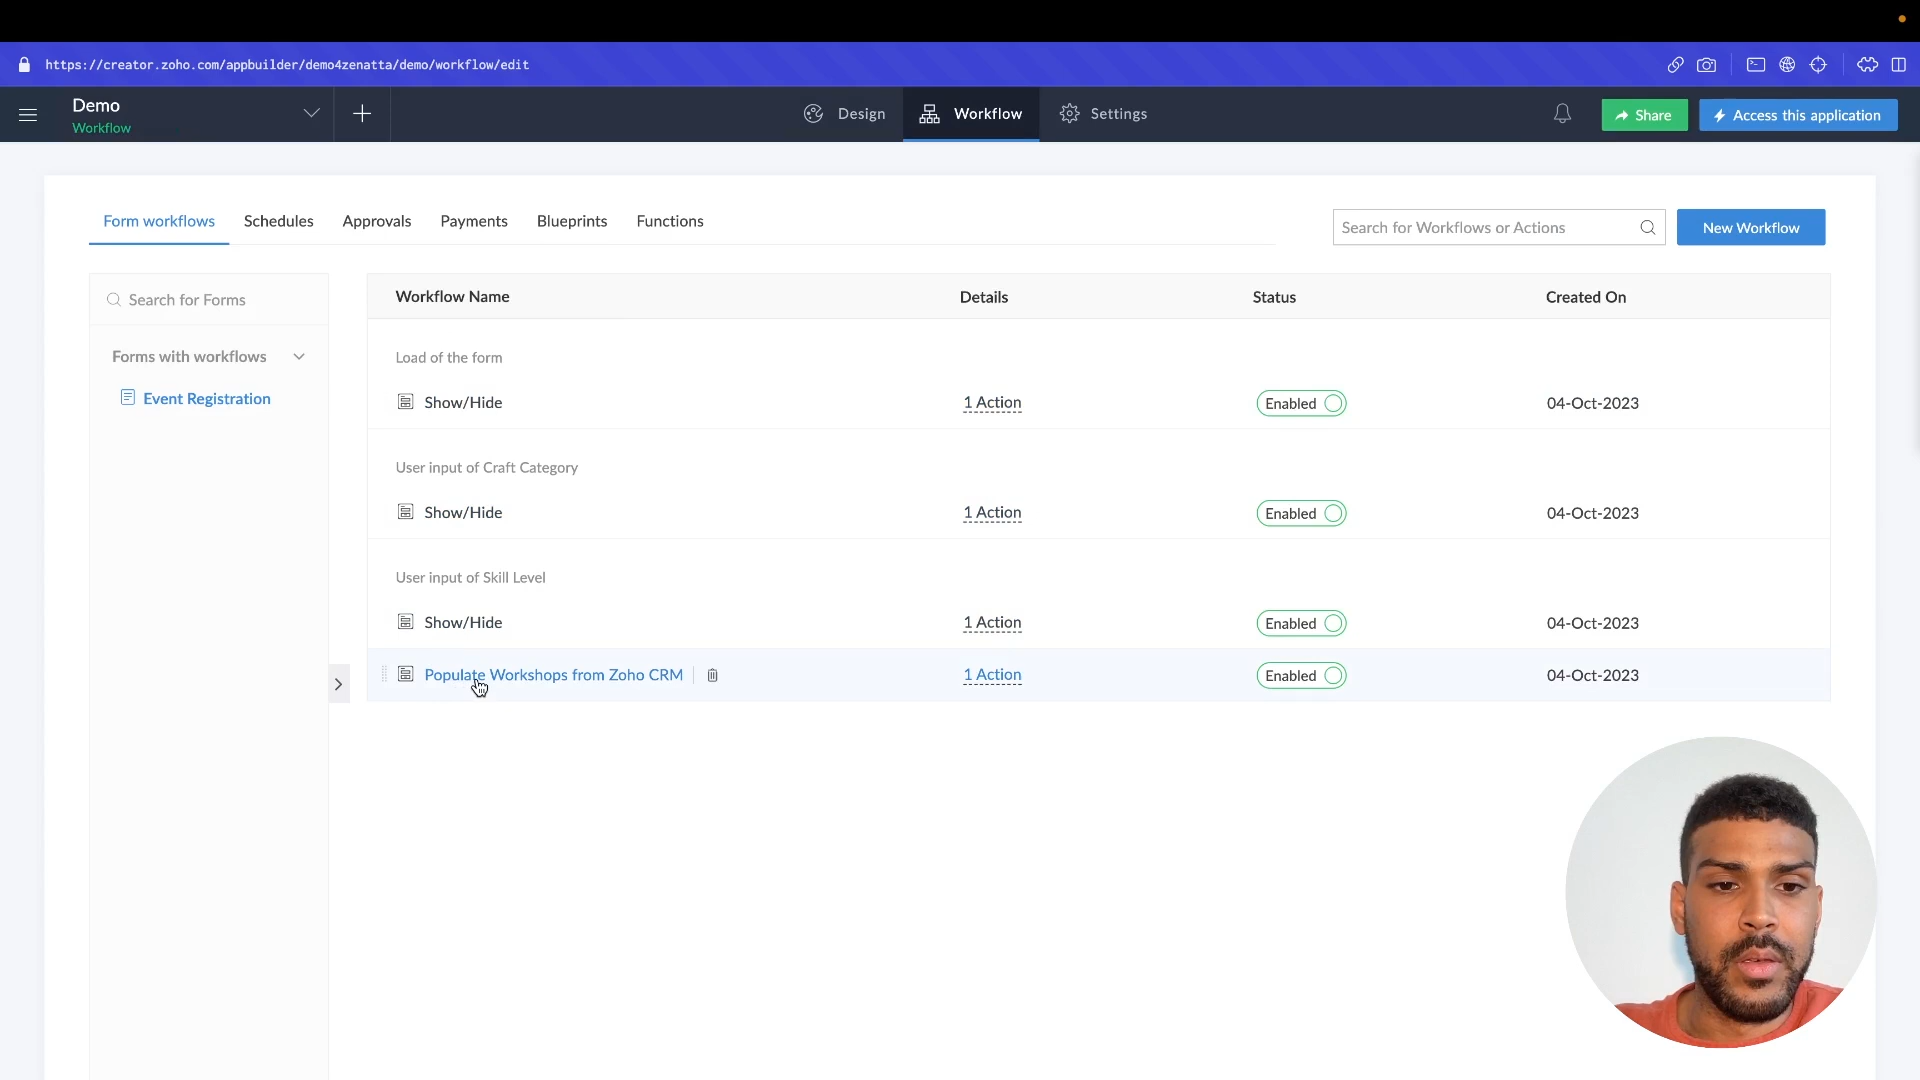 https://creator.zoho.com/appbuilder/demo4zenatta/demo/workflow/edit
Demo
Workflow
Design
Workflow
Settings
Share
Access this application
Form workflows
Schedules
Approvals
Payments
Blueprints
Functions
Search for Workflows or Actions
New Workflow
Search for Forms
Forms with workflows
Event Registration
Workflow Name
Details
Status
Created On
Load of the form
Show/Hide
1 Action
Enabled
04-Oct-2023
User input of Craft Category
Show/Hide
1 Action
Enabled
04-Oct-2023
User input of Skill Level
Show/Hide
1 Action
Enabled
04-Oct-2023
Populate Workshops from Zoho CRM
1 Action
Enabled
04-Oct-2023